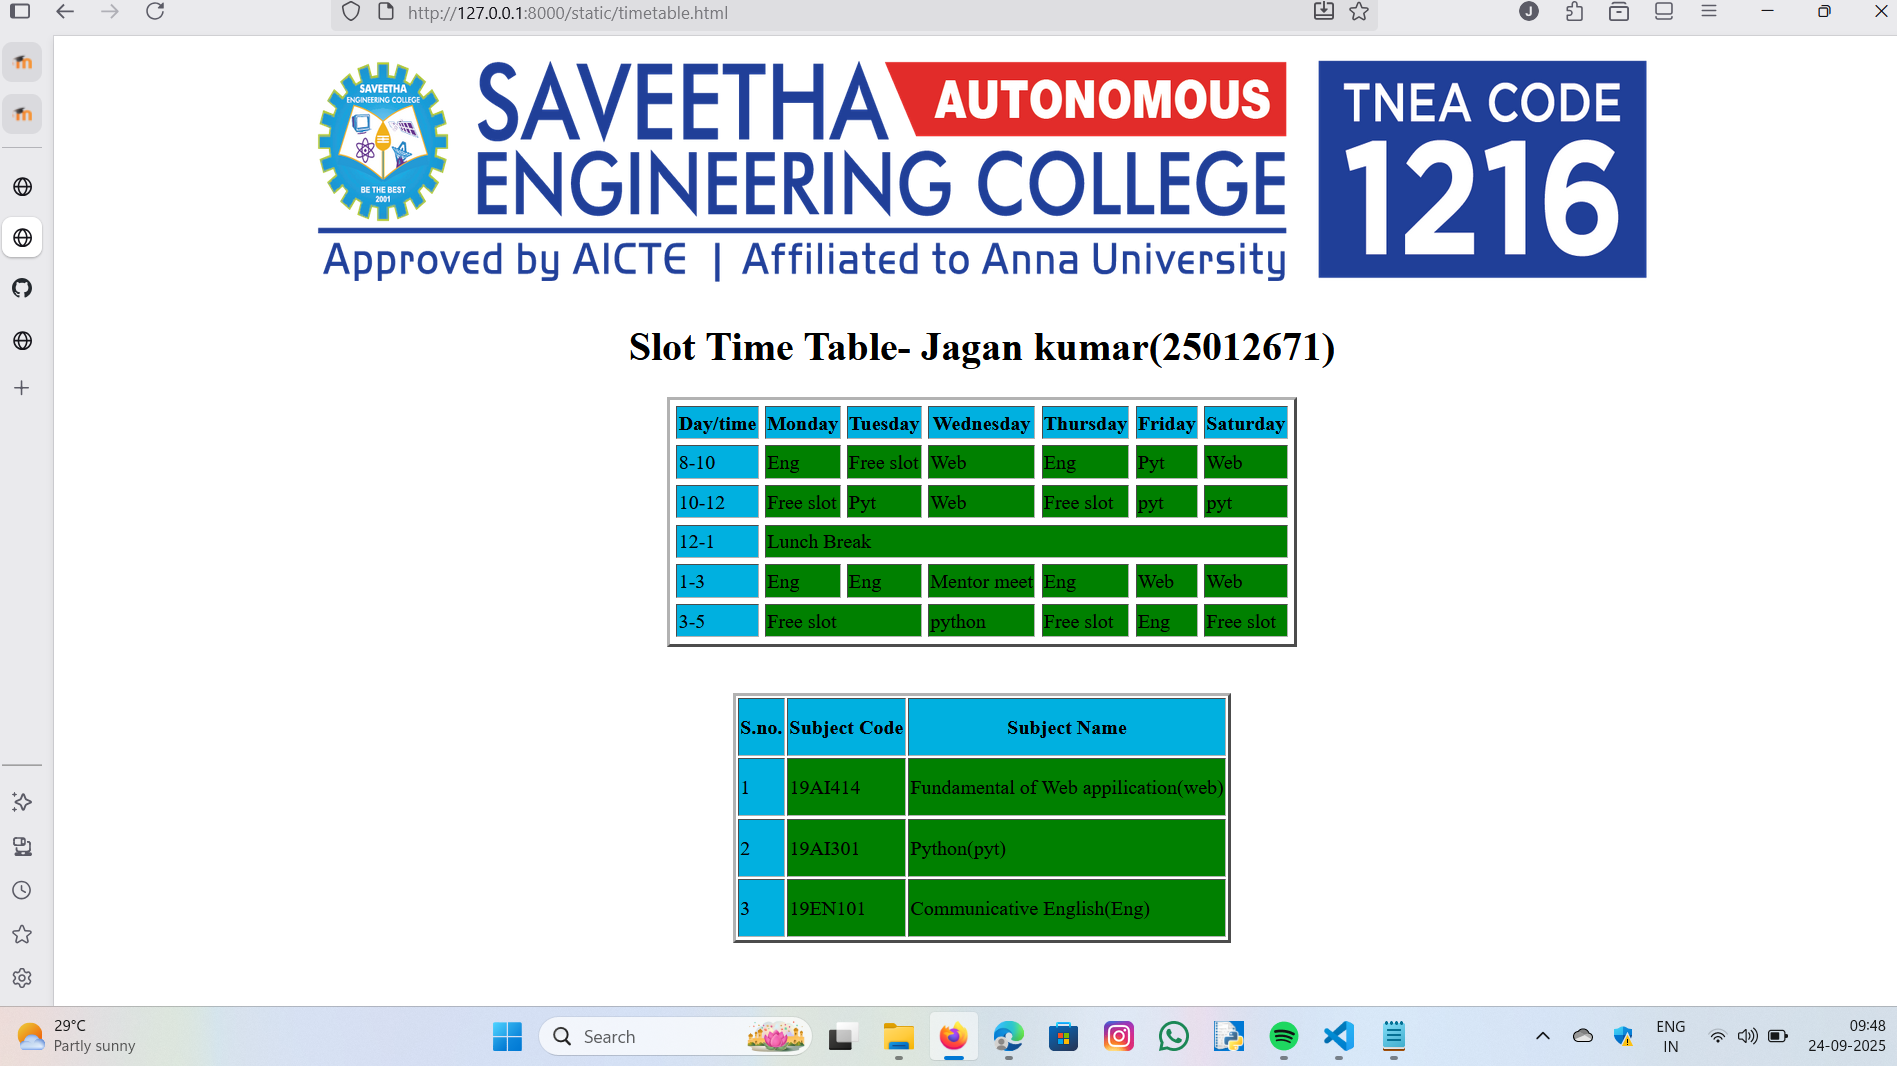 http://127.0.0.1:8000/static/timetable.html
J
SAVEETHA
ENGINEERING COLLEGE
BE THE BEST
2001
SAVEETHA AUTONOMOUS
ENGINEERING COLLEGE
Approved by AICTE | Affiliated to Anna University
TNEA CODE
1216
Slot Time Table- Jagan kumar(25012671)
Day/time Monday Tuesday Wednesday Thursday Friday Saturday
8-10 Eng Free slot Web Eng Pyt Web
10-12 Free slot Pyt Web Free slot pyt pyt
12-1 Lunch Break
1-3 Eng Eng Mentor meet Eng Web Web
3-5 Free slot python Free slot Eng Free slot
S.no. Subject Code Subject Name
1 19AI414 Fundamental of Web appilication(web)
2 19AI301 Python(pyt)
3 19EN101 Communicative English(Eng)
29°C
Partly sunny
Search
ENG
IN
09:48
24-09-2025